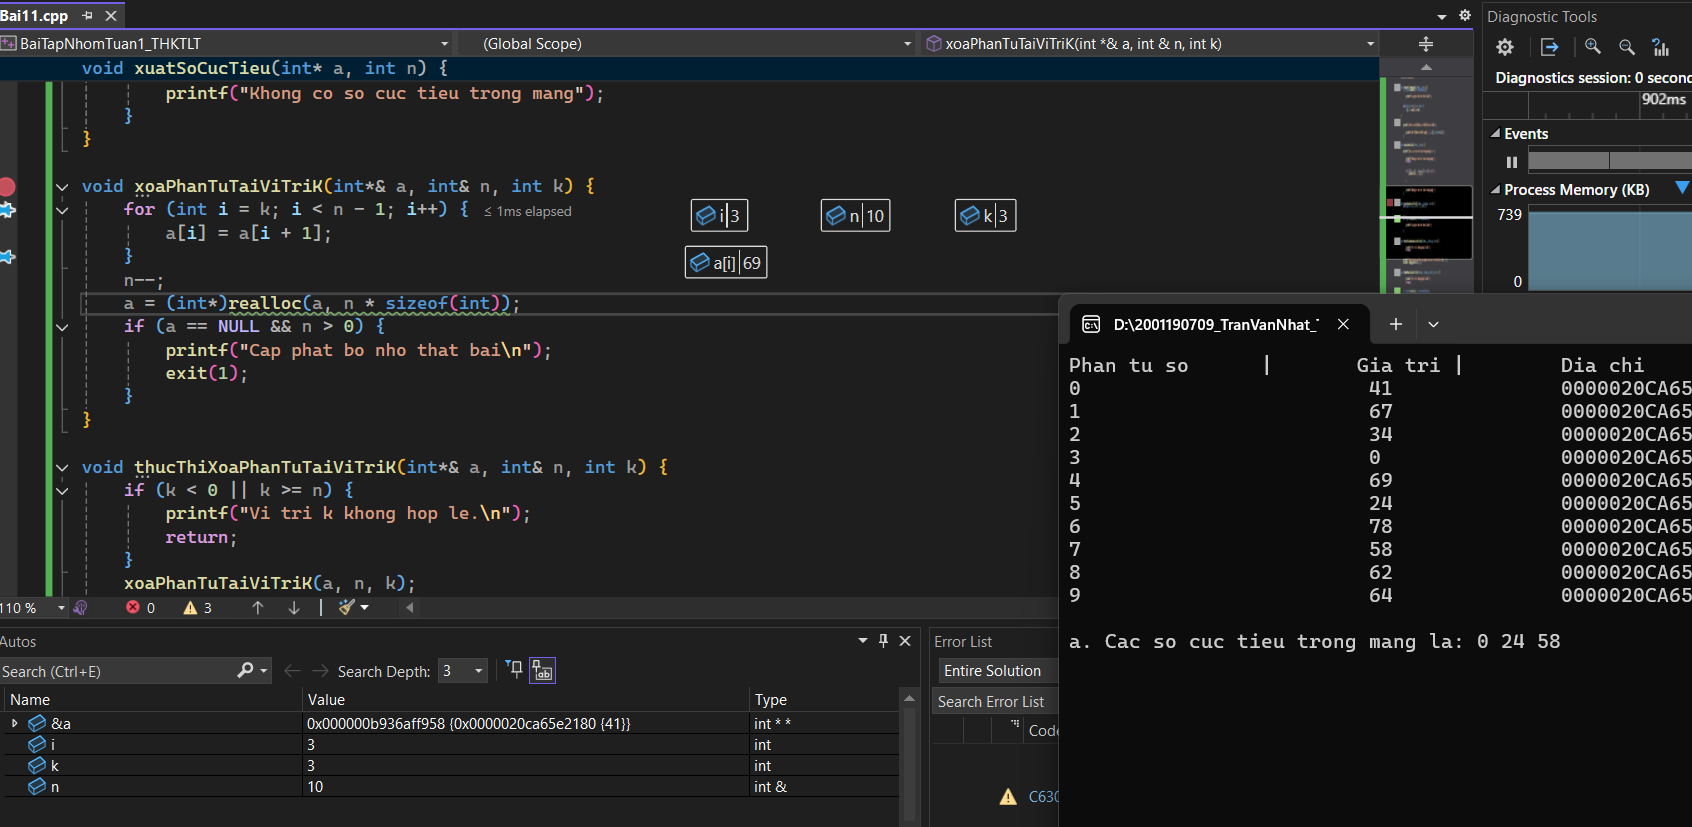 Bai11.cpp
BaiTapNhomTuan1_THKTLT
(Global Scope)
xoaPhanTuTaiViTriK(int *& a, int & n, int k)
void xuatSoCucTieu(int* a, int n) {
printf("Khong co so cuc tieu trong mang");
}
}
void xoaPhanTuTaiViTriK(int*& a, int& n, int k) {
for (int i = k; i < n - 1; i++) { ≤ 1ms elapsed
i 3
n 10
k 3
a[i] = a[i + 1];
a[i] 69
}
n--;
a = (int*)realloc(a, n * sizeof(int));
if (a == NULL && n > 0) {
printf("Cap phat bo nho that bai\n");
exit(1);
}
}
void thucThiXoaPhanTuTaiViTriK(int*& a, int& n, int k) {
if (k < 0 || k >= n) {
printf("Vi tri k khong hop le.\n");
return;
}
xoaPhanTuTaiViTriK(a, n, k);
110 %
0
3
Diagnostic Tools
Diagnostics session: 0 second
902ms
Events
Process Memory (KB)
739
0
D:\2001190709_TranVanNhat_
Phan tu so | Gia tri | Dia chi
0 41 0000020CA65
1 67 0000020CA65
2 34 0000020CA65
3 0 0000020CA65
4 69 0000020CA65
5 24 0000020CA65
6 78 0000020CA65
7 58 0000020CA65
8 62 0000020CA65
9 64 0000020CA65
a. Cac so cuc tieu trong mang la: 0 24 58
Autos
Search (Ctrl+E)
Search Depth: 3
Name Value Type
&a 0x000000b936aff958 {0x0000020ca65e2180 {41}} int * *
i 3 int
k 3 int
n 10 int &
Error List
Entire Solution
Search Error List
Code
C630